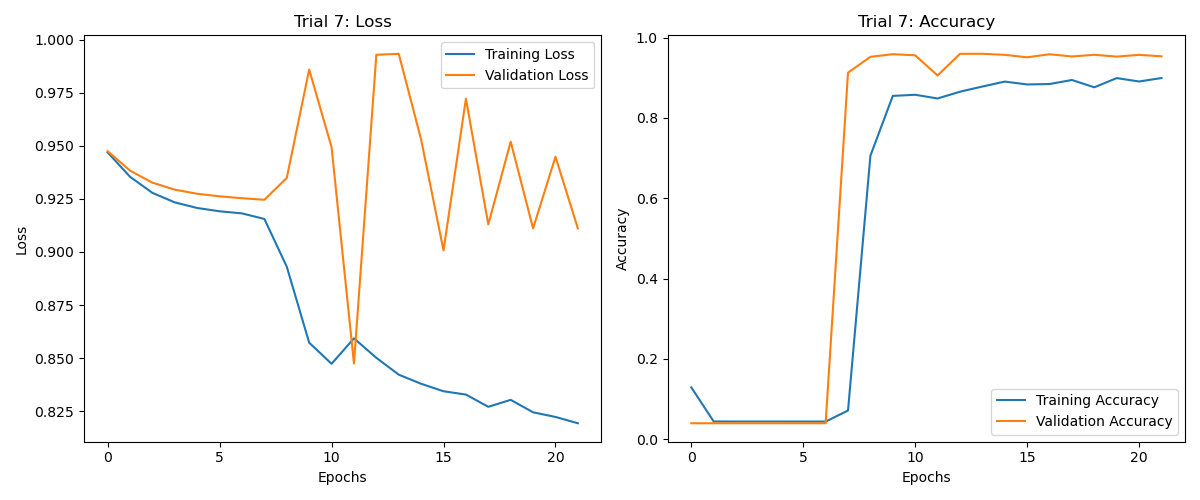 Trial 7: Loss
1.000
0.975
0.950
0.925
0.900
0.875
0.850
0.825
Loss
0
5
10
15
20
Epochs
Training Loss
Validation Loss
Trial 7: Accuracy
1.0
0.8
0.6
0.4
0.2
0.0
Accuracy
0
5
10
15
20
Epochs
Training Accuracy
Validation Accuracy